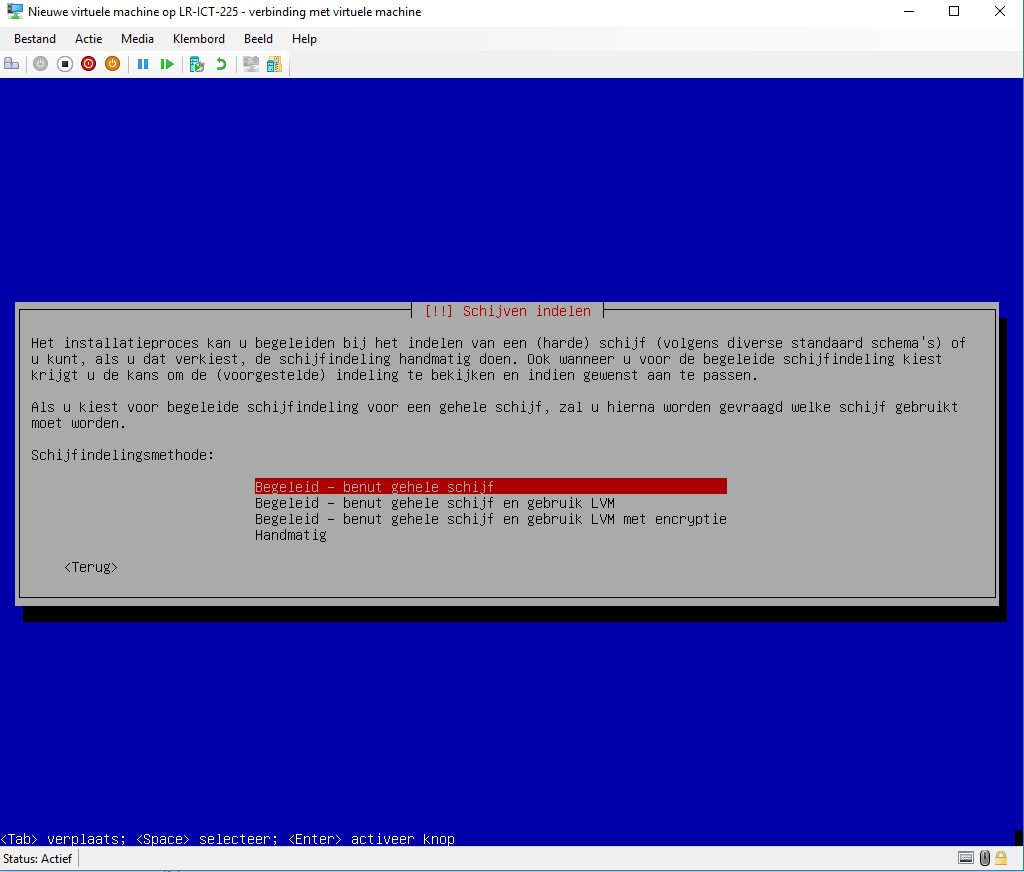 Nieuwe virtuele machine op LR-ICT-225 - verbinding met virtuele machine
Bestand Actie Media Klembord Beeld Help
[!!] Schijven indelen
Het installatieproces kan u begeleiden bij het indelen van een (harde) schijf (volgens diverse standaard schema's) of
u kunt, als u dat verkiest, de schijfindeling handmatig doen. Ook wanneer u voor de begeleide schijfindeling kiest
krijgt u de kans om de (voorgestelde) indeling te bekijken en indien gewenst aan te passen.
Als u kiest voor begeleide schijfindeling voor een gehele schijf, zal u hierna worden gevraagd welke schijf gebruikt
moet worden.
Schijfindelingsmethode:
Begeleid - benut gehele schijf
Begeleid - benut gehele schijf en gebruik LVM
Begeleid - benut gehele schijf en gebruik LVM met encryptie
Handmatig
<Terug>
<Tab> verplaats; <Space> selecteer; <Enter> activeer knop
Status: Actief